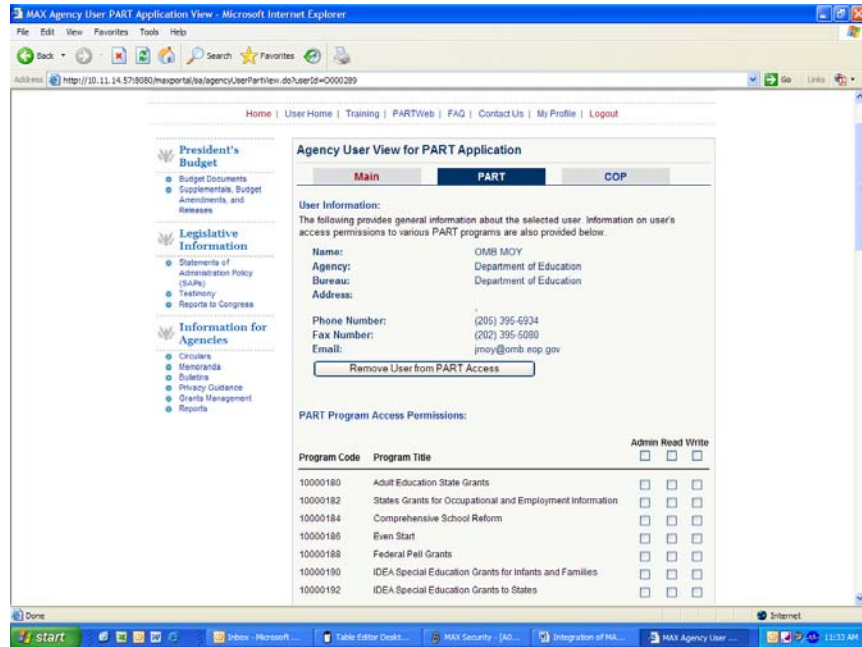 MAX Agency User PART Application View - Microsoft Internet Explorer
File Edit View Favorites Tools Help
Back Search Favorites
Address http://10.11.14.57:8080/maxportal/sa/agencyUserPartView.do?userId=O000289 Go Links
Home | User Home | Training | PARTWeb | FAQ | Contact Us | My Profile | Logout
President's
Budget
Budget Documents
Supplementals, Budget
Amendments, and
Releases
Legislative
Information
Statements of
Administration Policy
(SAPs)
Testimony
Reports to Congress
Information for
Agencies
Circulars
Memoranda
Bulletins
Privacy Guidance
Grants Management
Reports
Agency User View for PART Application
Main PART COP
User Information:
The following provides general information about the selected user. Information on user's
access permissions to various PART programs are also provided below.
Name: OMB MOY
Agency: Department of Education
Bureau: Department of Education
Address:
,
Phone Number: (205) 395-6934
Fax Number: (202) 395-5080
Email: jmoy@omb.eop.gov
Remove User from PART Access
PART Program Access Permissions:
Admin Read Write
Program Code Program Title
10000180 Adult Education State Grants
10000182 States Grants for Occupational and Employment Information
10000184 Comprehensive School Reform
10000186 Even Start
10000188 Federal Pell Grants
10000190 IDEA Special Education Grants for Infants and Families
10000192 IDEA Special Education Grants to States
Done Internet
start Inbox - Microsoft ... Table Editor Deskt... MAX Security - [A0... Integration of MA... MAX Agency User ... 11:33 AM